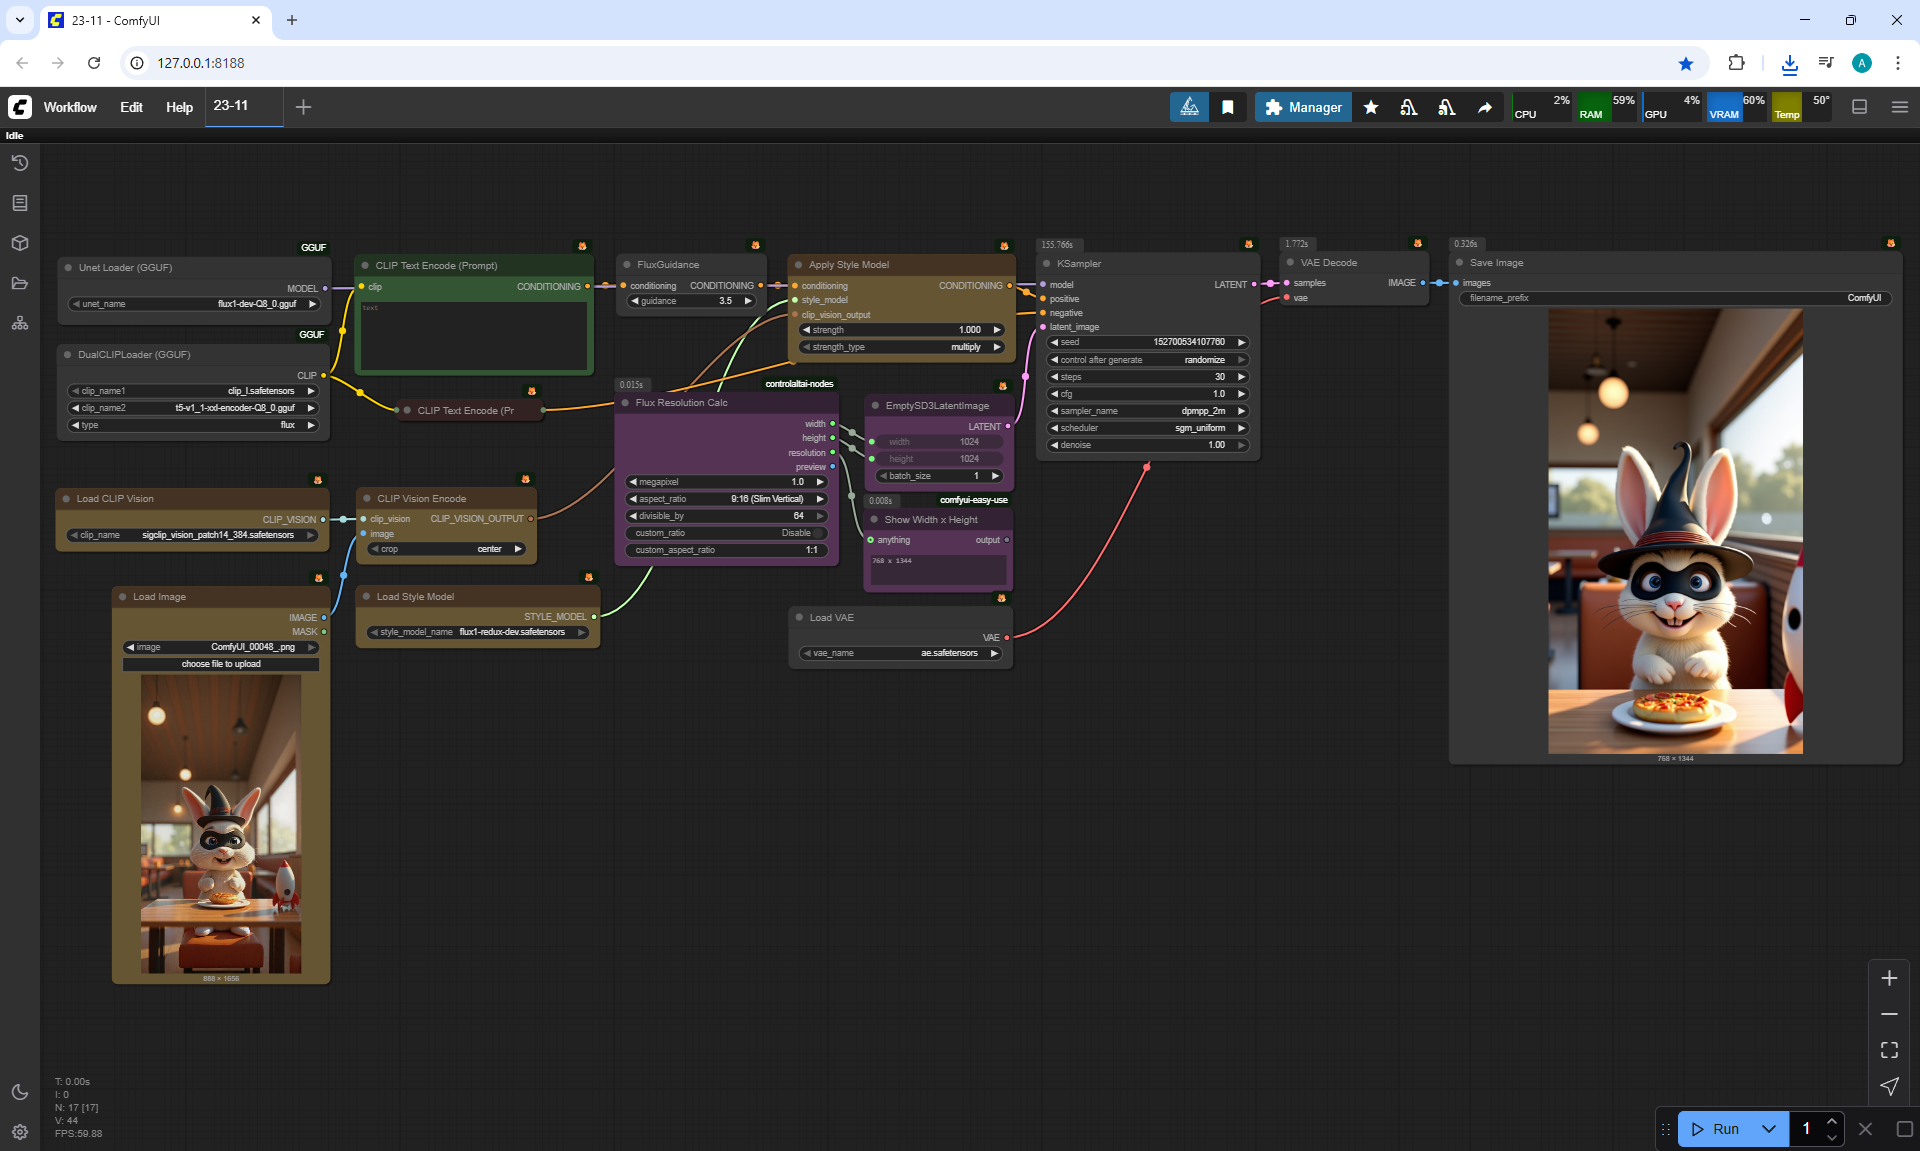 23-11 - ComfyUI
127.0.0.1:8188
A
Workflow
Edit
Help
23-11
Manager
CPU
2%
RAM
59%
GPU
4%
VRAM
60%
Temp
50°
Idle
GGUF
Unet Loader (GGUF)
MODEL
unet_name
flux1-dev-Q8_0.gguf
GGUF
DualCLIPLoader (GGUF)
CLIP
clip_name1
clip_l.safetensors
clip_name2
t5-v1_1-xxl-encoder-Q8_0.gguf
type
flux
CLIP Text Encode (Prompt)
clip
CONDITIONING
text
CLIP Text Encode (Pr
FluxGuidance
conditioning
CONDITIONING
guidance
3.5
Apply Style Model
conditioning
CONDITIONING
style_model
clip_vision_output
strength
1.000
strength_type
multiply
155.766s
KSampler
model
LATENT
positive
negative
latent_image
seed
152700534107760
control after generate
randomize
steps
30
cfg
1.0
sampler_name
dpmpp_2m
scheduler
sgm_uniform
denoise
1.00
1.772s
VAE Decode
samples
IMAGE
vae
0.326s
Save Image
images
filename_prefix
ComfyUI
768 × 1344
0.015s
controlaltai-nodes
Flux Resolution Calc
width
height
resolution
preview
megapixel
1.0
aspect_ratio
9:16 (Slim Vertical)
divisible_by
64
custom_ratio
Disable
custom_aspect_ratio
1:1
EmptySD3LatentImage
LATENT
width
1024
height
1024
batch_size
1
0.008s
comfyui-easy-use
Show Width x Height
anything
output
768 x 1344
Load VAE
VAE
vae_name
ae.safetensors
Load CLIP Vision
CLIP_VISION
clip_name
sigclip_vision_patch14_384.safetensors
CLIP Vision Encode
clip_vision
CLIP_VISION_OUTPUT
image
crop
center
Load Style Model
STYLE_MODEL
style_model_name
flux1-redux-dev.safetensors
Load Image
IMAGE
MASK
image
ComfyUI_00048_.png
choose file to upload
888 × 1656
T: 0.00s
I: 0
N: 17 [17]
V: 44
FPS:59.88
Run
1